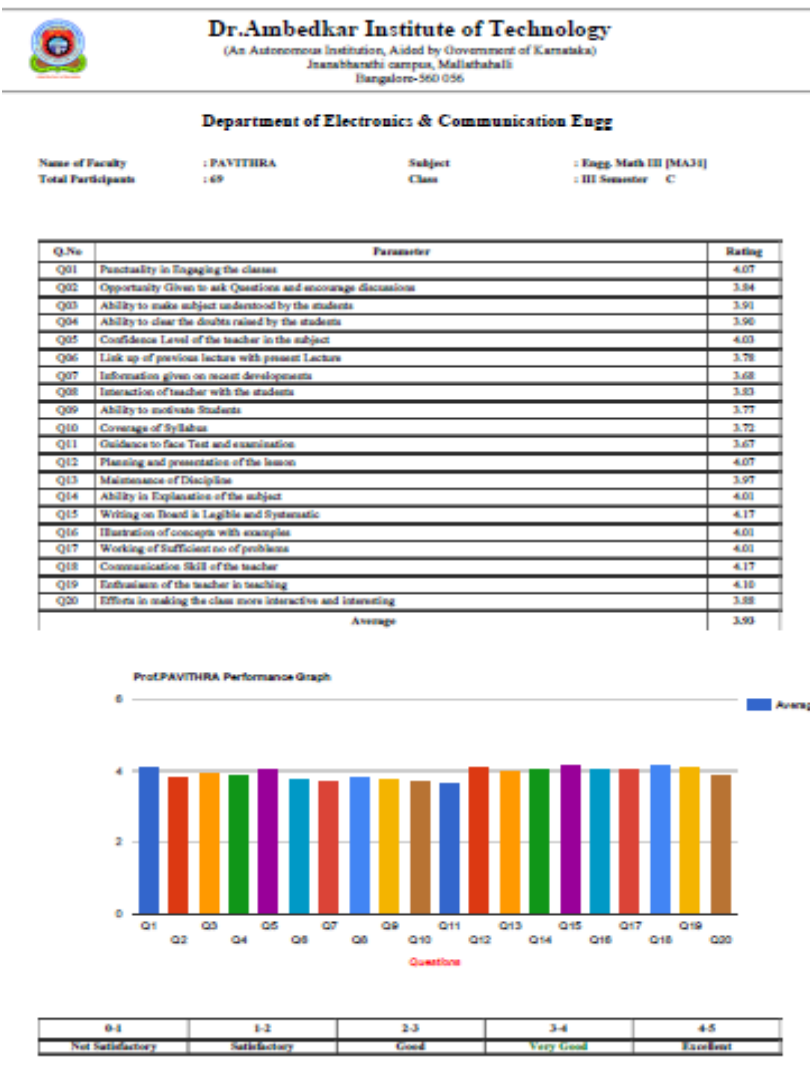 Dr.Ambedkar Institute of Technology
(An Autonomous Institution, Aided by Government of Karnataka)
Jnanabharathi campus, Mallathahalli
Bangalore-560 056
Department of Electronics & Communication Engg
Name of Faculty : PAVITHRA Subject : Engg. Math III [MA31]
Total Participants : 69 Class : III Semester C
Q.No Parameter Rating
Q01 Punctuality in Engaging the classes 4.07
Q02 Opportunity Given to ask Questions and encourage discussions 3.84
Q03 Ability to make subject understood by the students 3.91
Q04 Ability to clear the doubts raised by the students 3.90
Q05 Confidence Level of the teacher in the subject 4.03
Q06 Link up of previous lecture with present Lecture 3.78
Q07 Information given on recent developments 3.68
Q08 Interaction of teacher with the students 3.83
Q09 Ability to motivate Students 3.77
Q10 Coverage of Syllabus 3.72
Q11 Guidance to face Test and examination 3.67
Q12 Planning and presentation of the lesson 4.07
Q13 Maintenance of Discipline 3.97
Q14 Ability in Explanation of the subject 4.01
Q15 Writing on Board is Legible and Systematic 4.17
Q16 Illustration of concepts with examples 4.01
Q17 Working of Sufficient no of problems 4.01
Q18 Communication Skill of the teacher 4.17
Q19 Enthusiasm of the teacher in teaching 4.10
Q20 Efforts in making the class more interactive and interesting 3.88
Average 3.93
Prof.PAVITHRA Performance Graph
6
Averag
4
2
0
Q1 Q3 Q5 Q7 Q9 Q11 Q13 Q15 Q17 Q19
Q2 Q4 Q6 Q8 Q10 Q12 Q14 Q16 Q18 Q20
Questions
0-1 1-2 2-3 3-4 4-5
Not Satisfactory Satisfactory Good Very Good Excellent